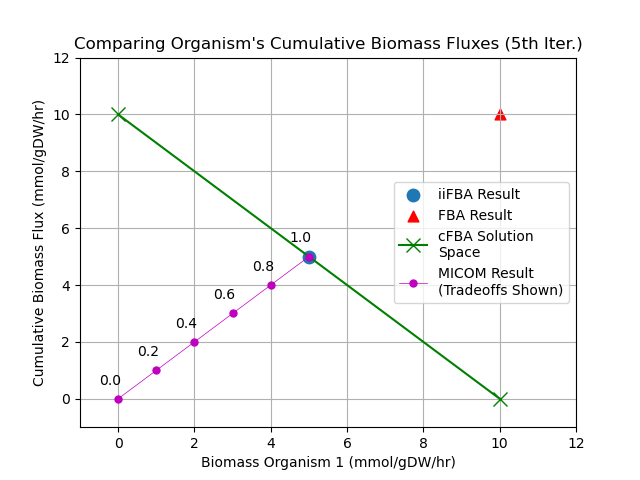 Comparing Organism's Cumulative Biomass Fluxes (5th Iter.)
Cumulative Biomass Flux (mmol/gDW/hr)
12
10
8
6
4
2
0
iiFBA Result
FBA Result
cFBA Solution
Space
MICOM Result
(Tradeoffs Shown)
1.0
0.8
0.6
0.4
0.2
0.0
0 2 4 6 8 10 12
Biomass Organism 1 (mmol/gDW/hr)